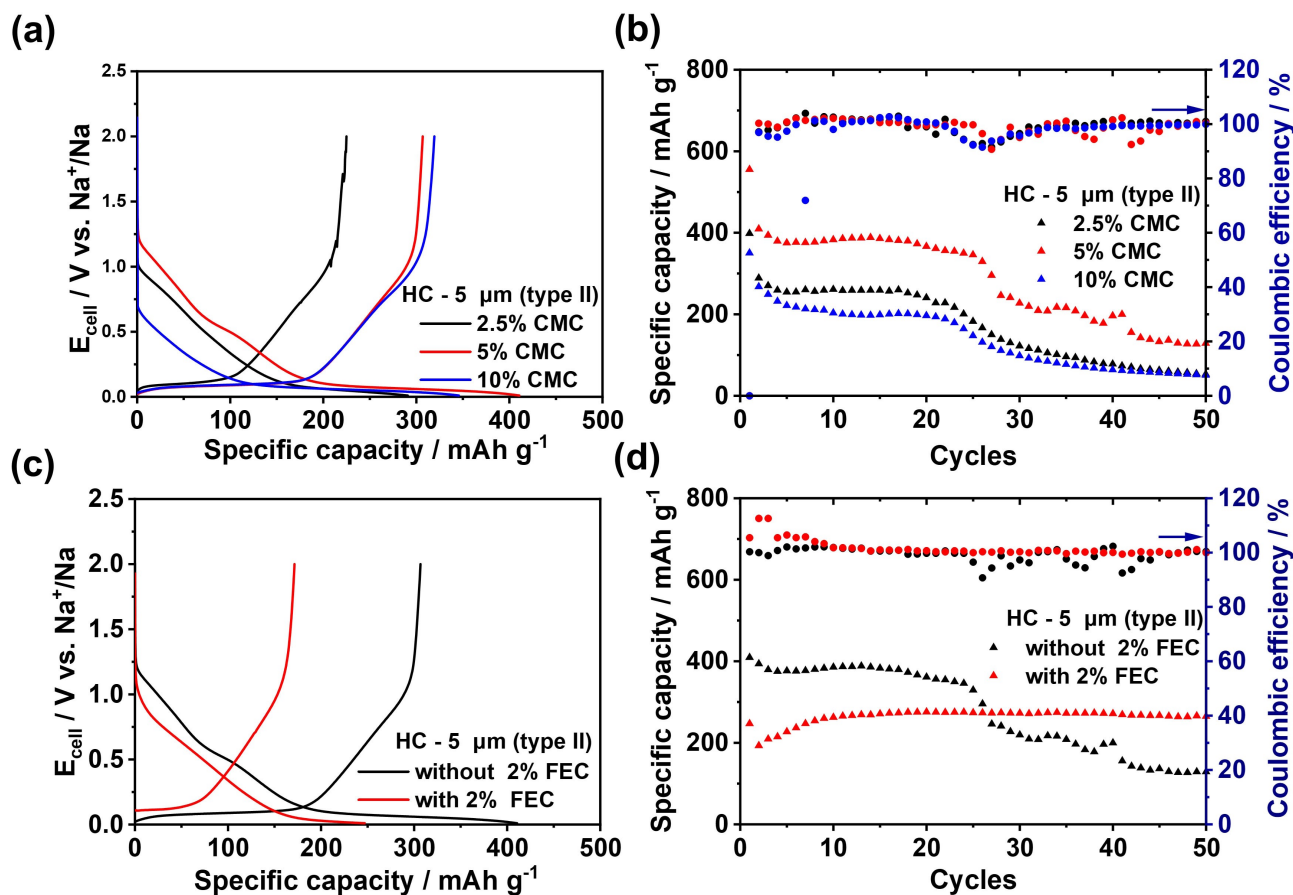 (a)
2.5
2.0
1.5
1.0
0.5
0.0
E_cell / V vs. Na⁺/Na
HC - 5 μm (type II)
2.5% CMC
5% CMC
10% CMC
0 100 200 300 400 500
Specific capacity / mAh g⁻¹
(b)
800
600
400
200
0
Specific capacity / mAh g⁻¹
HC - 5 μm (type II)
2.5% CMC
5% CMC
10% CMC
120
100
80
60
40
20
0
Coulombic efficiency / %
0 10 20 30 40 50
Cycles
(c)
2.5
2.0
1.5
1.0
0.5
0.0
E_cell / V vs. Na⁺/Na
HC - 5 μm (type II)
without 2% FEC
with 2% FEC
0 100 200 300 400 500
Specific capacity / mAh g⁻¹
(d)
800
600
400
200
0
Specific capacity / mAh g⁻¹
HC - 5 μm (type II)
without 2% FEC
with 2% FEC
120
100
80
60
40
20
0
Coulombic efficiency / %
0 10 20 30 40 50
Cycles